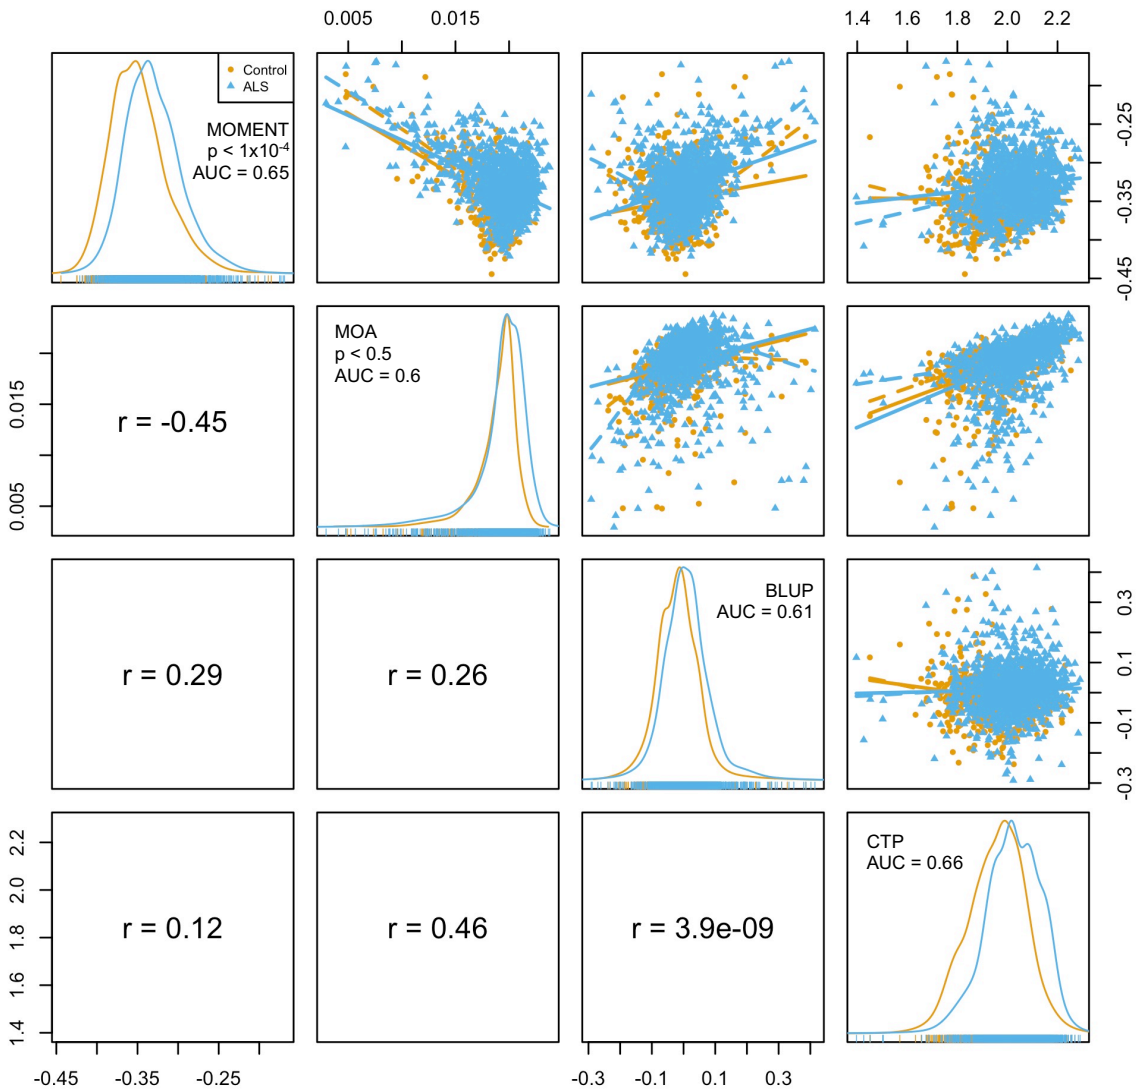 0.005 0.015
1.4 1.6 1.8 2.0 2.2
Control
ALS
MOMENT
p < 1x10⁻⁴
AUC = 0.65
-0.45 -0.35 -0.25
r = -0.45
MOA
p < 0.5
AUC = 0.6
0.005 0.015
r = 0.29
r = 0.26
BLUP
AUC = 0.61
-0.3 -0.1 0.1 0.3
r = 0.12
r = 0.46
r = 3.9e-09
CTP
AUC = 0.66
1.4 1.6 1.8 2.0 2.2
-0.45 -0.35 -0.25
-0.3 -0.1 0.1 0.3